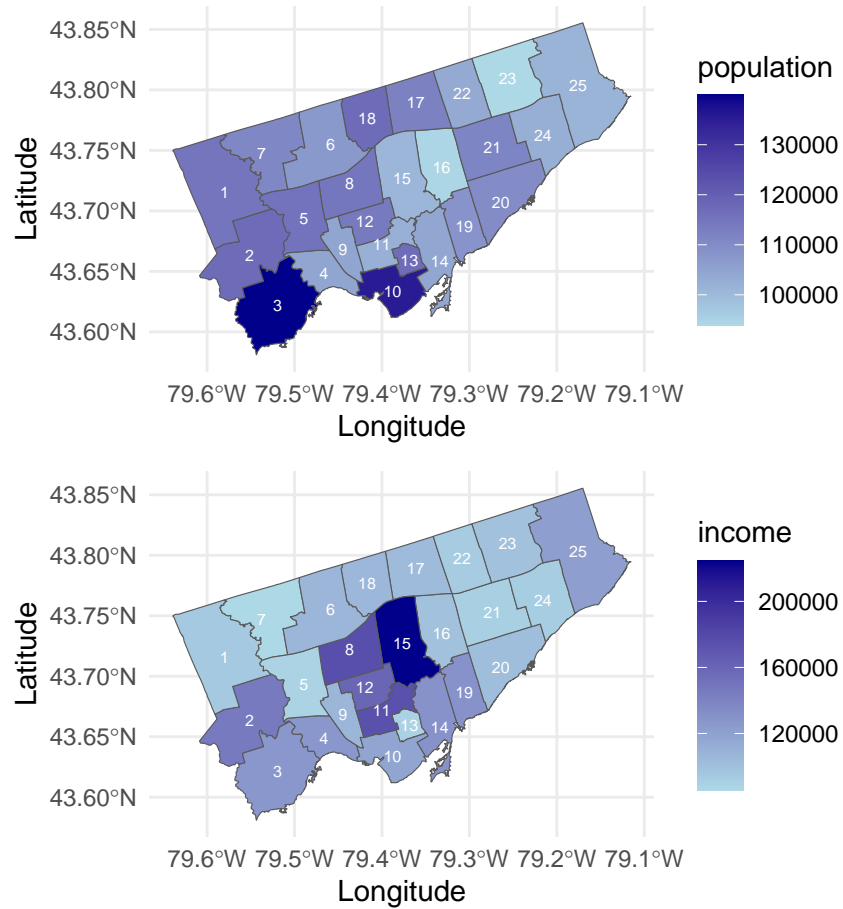 43.85°N
43.80°N
43.75°N
43.70°N
43.65°N
43.60°N
Latitude
79.6°W 79.5°W 79.4°W 79.3°W 79.2°W 79.1°W
Longitude
1
2
3
4
5
6
7
8
9
10
11
12
13
14
15
16
17
18
19
20
21
22
23
24
25
population
130000
120000
110000
100000
43.85°N
43.80°N
43.75°N
43.70°N
43.65°N
43.60°N
Latitude
79.6°W 79.5°W 79.4°W 79.3°W 79.2°W 79.1°W
Longitude
1
2
3
4
5
6
7
8
9
10
11
12
13
14
15
16
17
18
19
20
21
22
23
24
25
income
200000
160000
120000